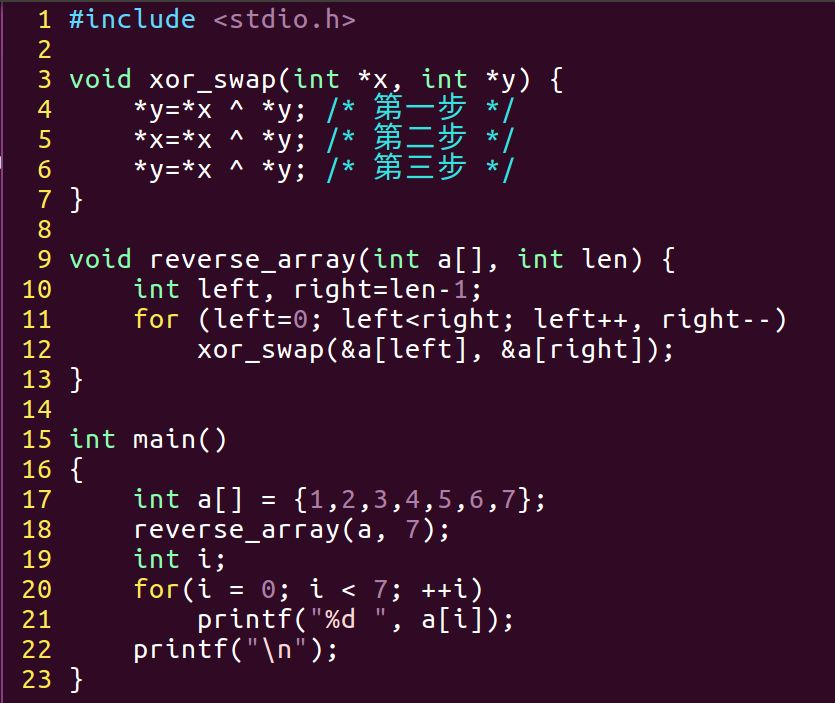 1 #include <stdio.h>
2
3 void xor_swap(int *x, int *y) {
4     *y=*x ^ *y; /* 第一步 */
5     *x=*x ^ *y; /* 第二步 */
6     *y=*x ^ *y; /* 第三步 */
7 }
8
9 void reverse_array(int a[], int len) {
10     int left, right=len-1;
11     for (left=0; left<right; left++, right--)
12         xor_swap(&a[left], &a[right]);
13 }
14
15 int main()
16 {
17     int a[] = {1,2,3,4,5,6,7};
18     reverse_array(a, 7);
19     int i;
20     for(i = 0; i < 7; ++i)
21         printf("%d ", a[i]);
22     printf("\n");
23 }